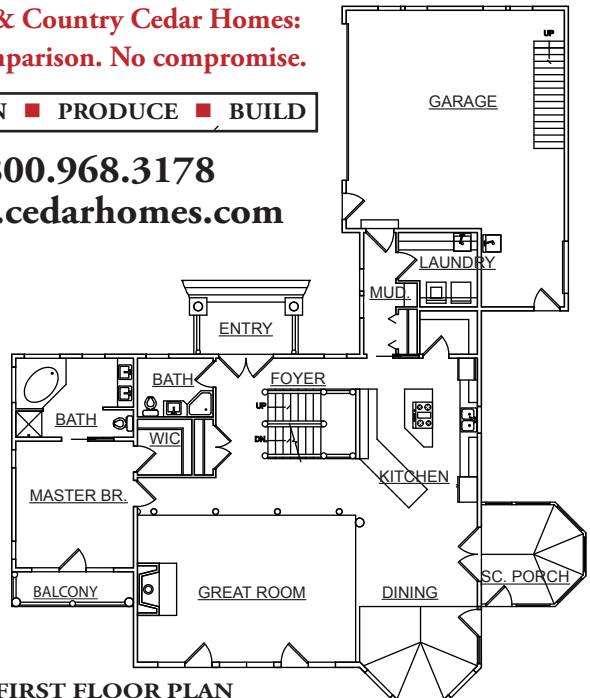 & Country Cedar Homes:
parison. No compromise.
PRODUCE ■ BUILD
800.968.3178
.cedarhomes.com
UP
GARAGE
LAUNDRY
MUD.
ENTRY
BATH
FOYER
UP
BATH
WIC
DN.
KITCHEN
MASTER BR.
SC. PORCH
BALCONY
GREAT ROOM
DINING
FIRST FLOOR PLAN